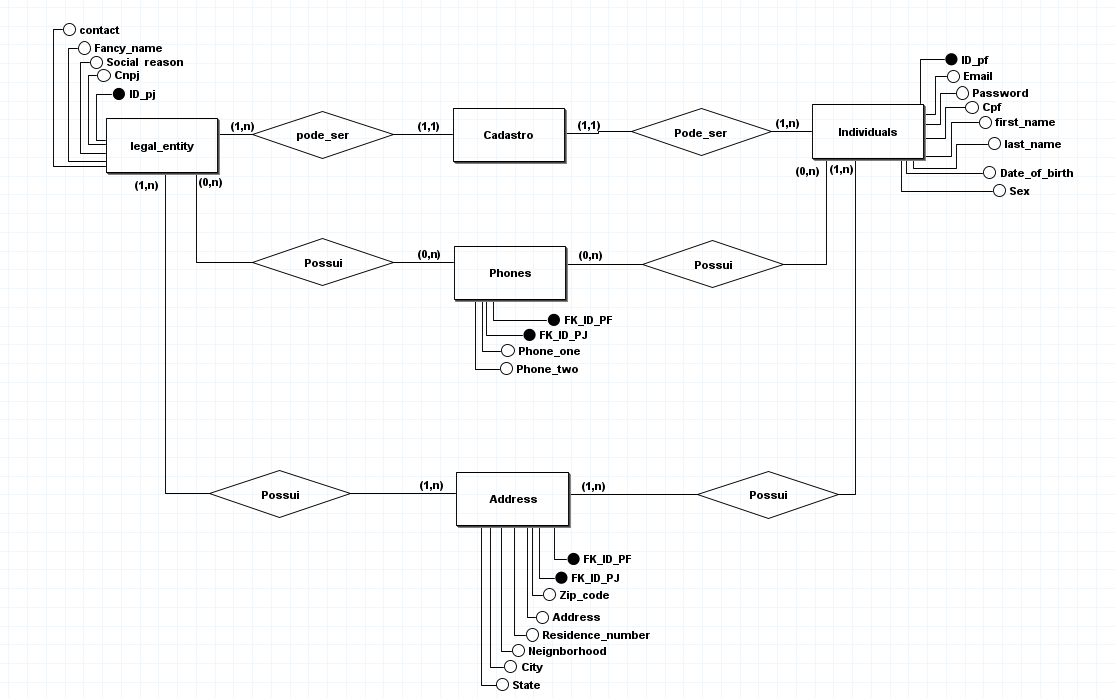 contact
Fancy_name
Social_reason
Cnpj
ID_pj
legal_entity
(1,n)
pode_ser
(1,1)
Cadastro
(1,1)
Pode_ser
(1,n)
Individuals
ID_pf
Email
Password
Cpf
first_name
last_name
Date_of_birth
Sex
(1,n)
(0,n)
(0,n)
(1,n)
Possui
(0,n)
Phones
(0,n)
Possui
FK_ID_PF
FK_ID_PJ
Phone_one
Phone_two
Possui
(1,n)
Address
(1,n)
Possui
FK_ID_PF
FK_ID_PJ
Zip_code
Address
Residence_number
Neignborhood
City
State